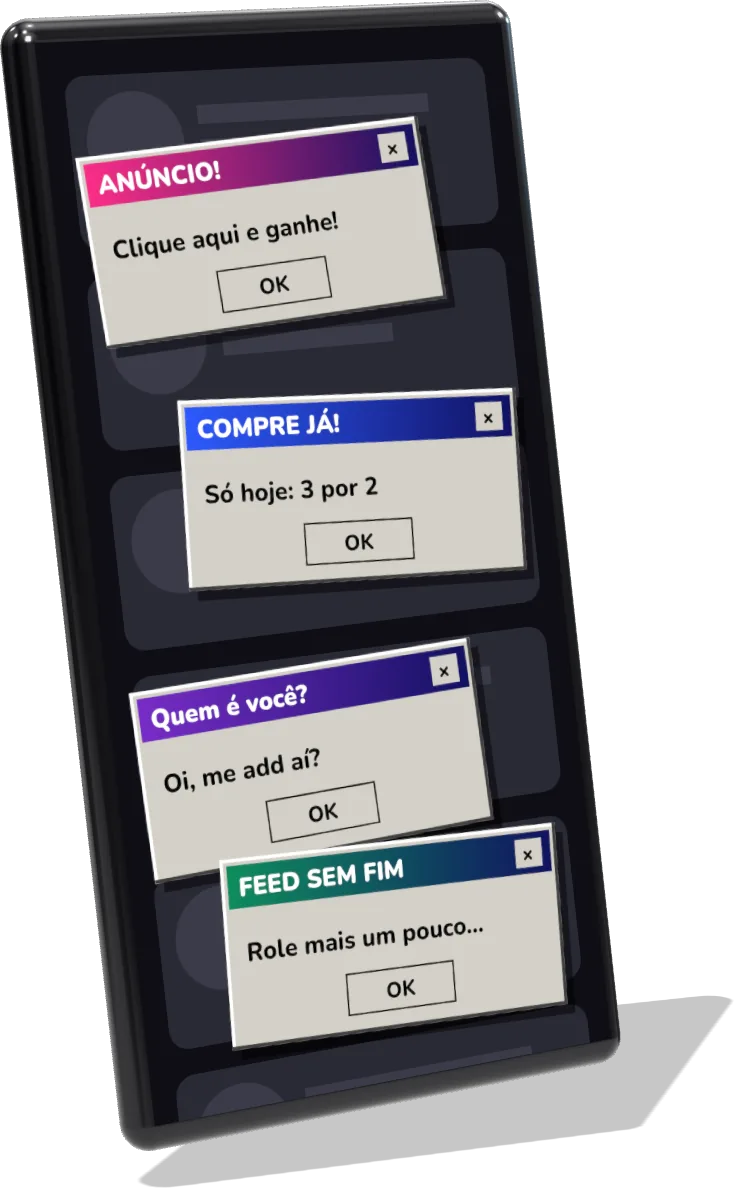 ANÚNCIO!
x
Clique aqui e ganhe!
OK
COMPRE JÁ!
x
Só hoje: 3 por 2
OK
Quem é você?
x
Oi, me add aí?
OK
FEED SEM FIM
x
Role mais um pouco...
OK